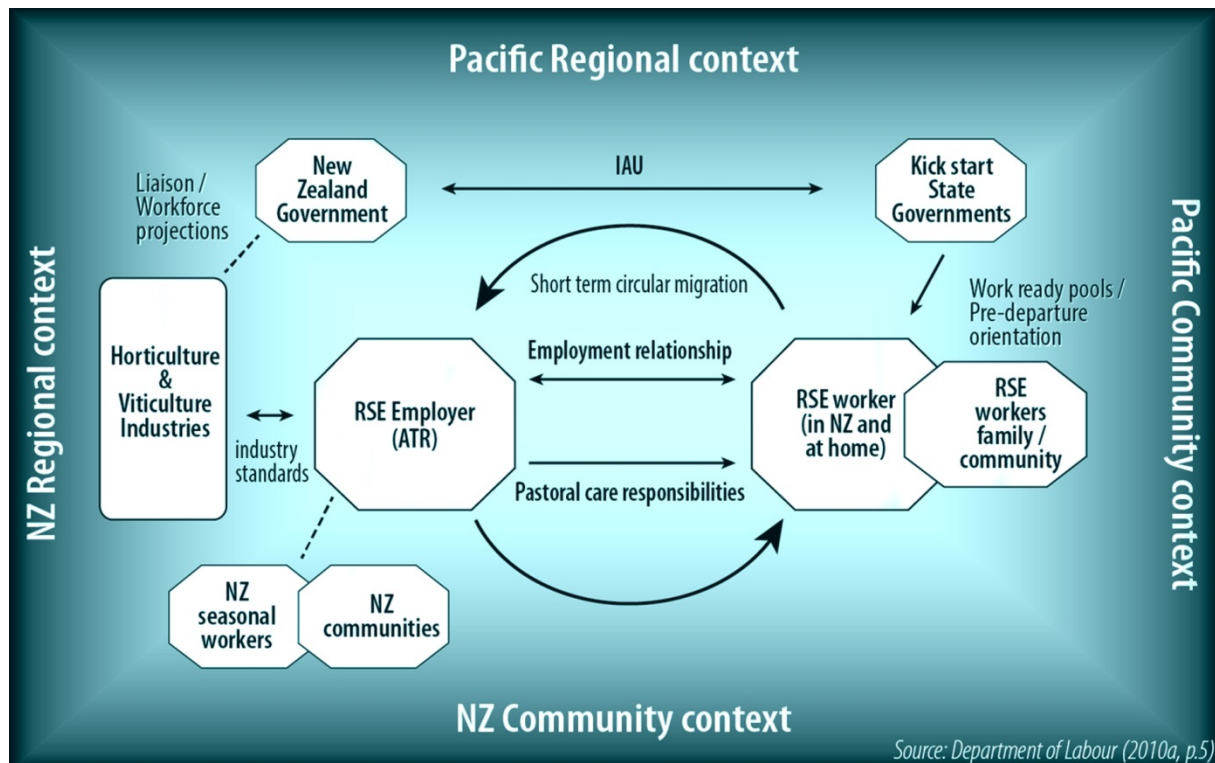 Pacific Regional context
New
Zealand
Government
IAU
Kick start
State
Governments
Liaison /
Workforce
projections
Short term circular migration
Work ready pools /
Pre-departure
orientation
NZ Regional context
Pacific Community context
Horticulture
&
Viticulture
Industries
industry
standards
RSE Employer
(ATR)
Employment relationship
Pastoral care responsibilities
RSE worker
(in NZ and
at home)
RSE
workers
family /
community
NZ
seasonal
workers
NZ
communities
NZ Community context
Source: Department of Labour (2010a, p.5)